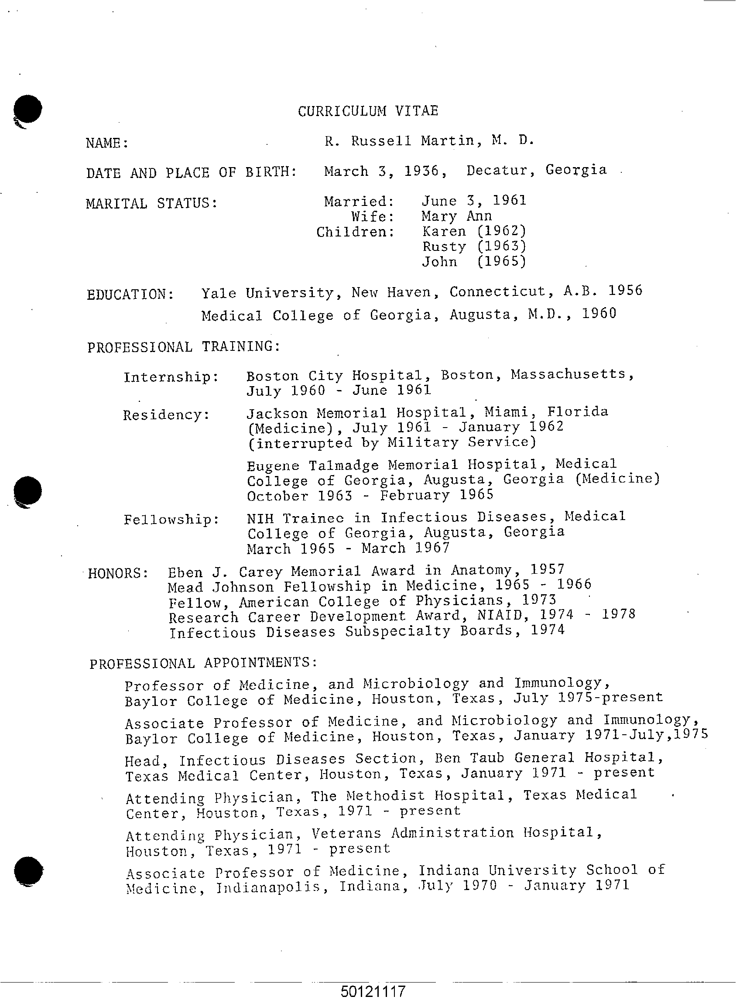 CURRICULUM VITAE
NAME: R. Russell Martin, M. D.
DATE AND PLACE OF BIRTH: March 3, 1936, Decatur, Georgia
MARITAL STATUS: Married: June 3, 1961
Wife: Mary Ann
Children: Karen (1962)
Rusty (1963)
John (1965)
EDUCATION: Yale University, New Haven, Connecticut, A.B. 1956
Medical College of Georgia, Augusta, M.D., 1960
PROFESSIONAL TRAINING:
Internship: Boston City Hospital, Boston, Massachusetts,
July 1960 - June 1961
Residency: Jackson Memorial Hospital, Miami, Florida
(Medicine), July 1961 - January 1962
(interrupted by Military Service)
Eugene Talmadge Memorial Hospital, Medical
College of Georgia, Augusta, Georgia (Medicine)
October 1963 - February 1965
Fellowship: NIH Trainee in Infectious Diseases, Medical
College of Georgia, Augusta, Georgia
March 1965 - March 1967
HONORS: Eben J. Carey Memorial Award in Anatomy, 1957
Mead Johnson Fellowship in Medicine, 1965 - 1966
Fellow, American College of Physicians, 1973
Research Career Development Award, NIAID, 1974 - 1978
Infectious Diseases Subspecialty Boards, 1974
PROFESSIONAL APPOINTMENTS:
Professor of Medicine, and Microbiology and Immunology,
Baylor College of Medicine, Houston, Texas, July 1975-present
Associate Professor of Medicine, and Microbiology and Immunology,
Baylor College of Medicine, Houston, Texas, January 1971-July,1975
Head, Infectious Diseases Section, Ben Taub General Hospital,
Texas Medical Center, Houston, Texas, January 1971 - present
Attending Physician, The Methodist Hospital, Texas Medical
Center, Houston, Texas, 1971 - present
Attending Physician, Veterans Administration Hospital,
Houston, Texas, 1971 - present
Associate Professor of Medicine, Indiana University School of
Medicine, Indianapolis, Indiana, July 1970 - January 1971
50121117